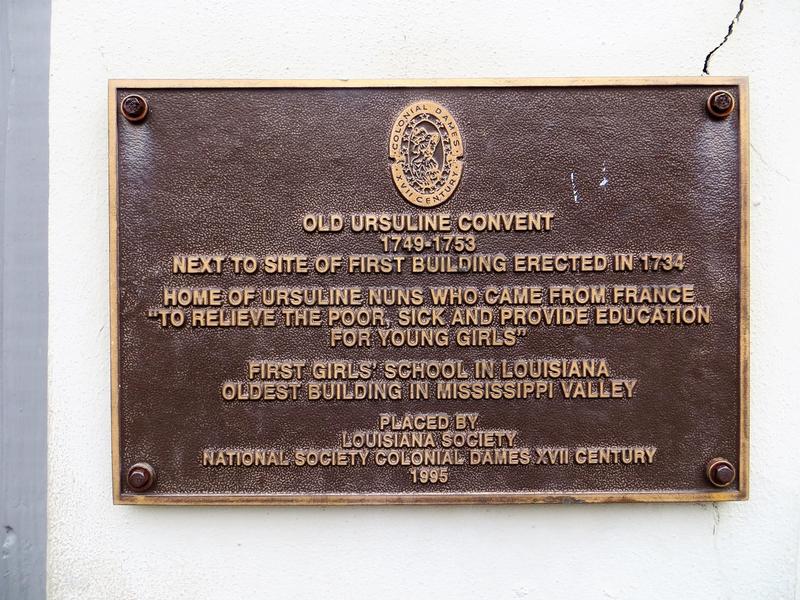 COLONIAL DAMES
XVII CENTURY
OLD URSULINE CONVENT
1749-1753
NEXT TO SITE OF FIRST BUILDING ERECTED IN 1734
HOME OF URSULINE NUNS WHO CAME FROM FRANCE
"TO RELIEVE THE POOR, SICK AND PROVIDE EDUCATION
FOR YOUNG GIRLS"
FIRST GIRLS' SCHOOL IN LOUISIANA
OLDEST BUILDING IN MISSISSIPPI VALLEY
PLACED BY
LOUISIANA SOCIETY
NATIONAL SOCIETY COLONIAL DAMES XVII CENTURY
1995